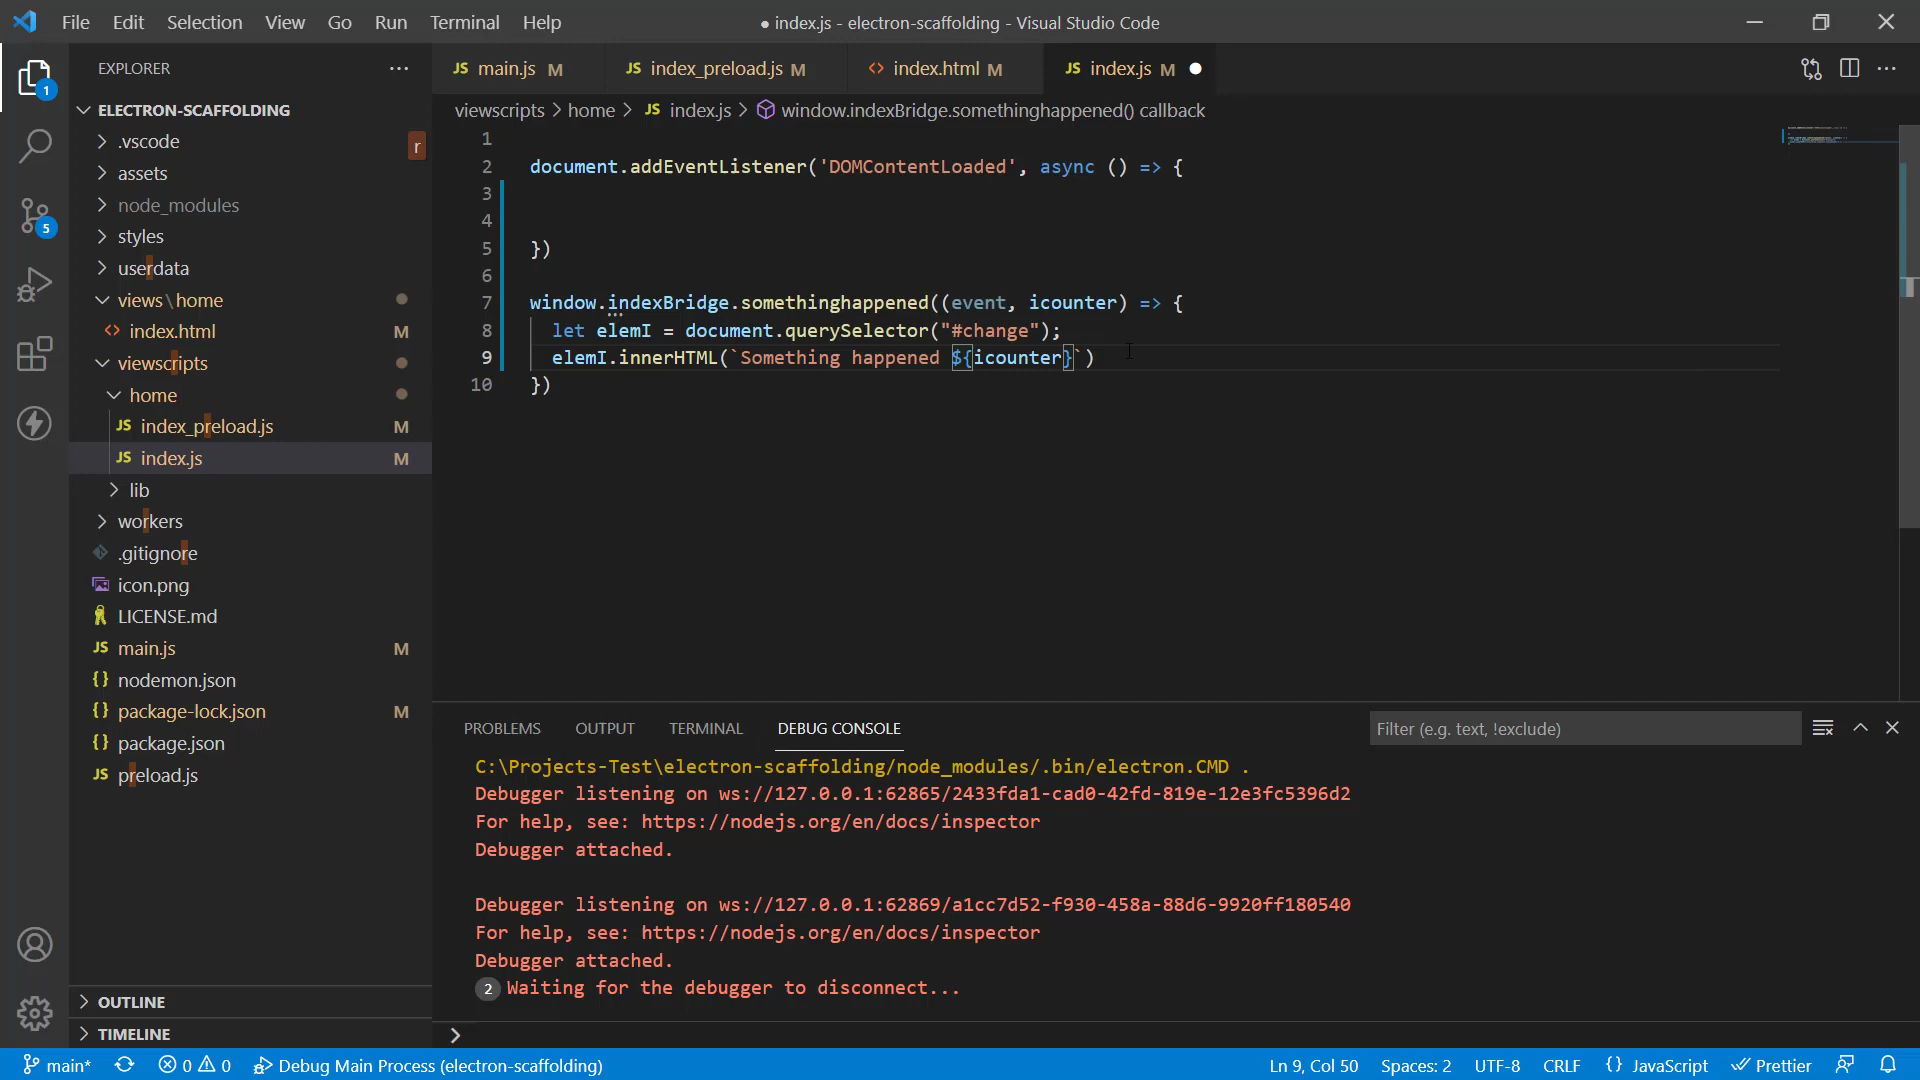 File Edit Selection View Go Run Terminal Help
● index.js - electron-scaffolding - Visual Studio Code
EXPLORER
ELECTRON-SCAFFOLDING
.vscode
r
assets
node_modules
styles
userdata
views\home
index.html M
viewscripts
home
JS index_preload.js M
JS index.js M
lib
workers
.gitignore
icon.png
LICENSE.md
JS main.js M
{} nodemon.json
{} package-lock.json M
{} package.json
JS preload.js
OUTLINE
TIMELINE
1
5
JS main.js M
JS index_preload.js M
<> index.html M
JS index.js M ●
viewscripts > home > JS index.js > window.indexBridge.somethinghappened() callback
1
2 document.addEventListener('DOMContentLoaded', async () => {
3
4
5 })
6
7 window.indexBridge.somethinghappened((event, icounter) => {
8 let elemI = document.querySelector("#change");
9 elemI.innerHTML(`Something happened ${icounter}`)
10 })
PROBLEMS OUTPUT TERMINAL DEBUG CONSOLE
Filter (e.g. text, !exclude)
C:\Projects-Test\electron-scaffolding/node_modules/.bin/electron.CMD .
Debugger listening on ws://127.0.0.1:62865/2433fda1-cad0-42fd-819e-12e3fc5396d2
For help, see: https://nodejs.org/en/docs/inspector
Debugger attached.
Debugger listening on ws://127.0.0.1:62869/a1cc7d52-f930-458a-88d6-9920ff180540
For help, see: https://nodejs.org/en/docs/inspector
Debugger attached.
2 Waiting for the debugger to disconnect...
main* 0 0 Debug Main Process (electron-scaffolding)
Ln 9, Col 50 Spaces: 2 UTF-8 CRLF {} JavaScript Prettier